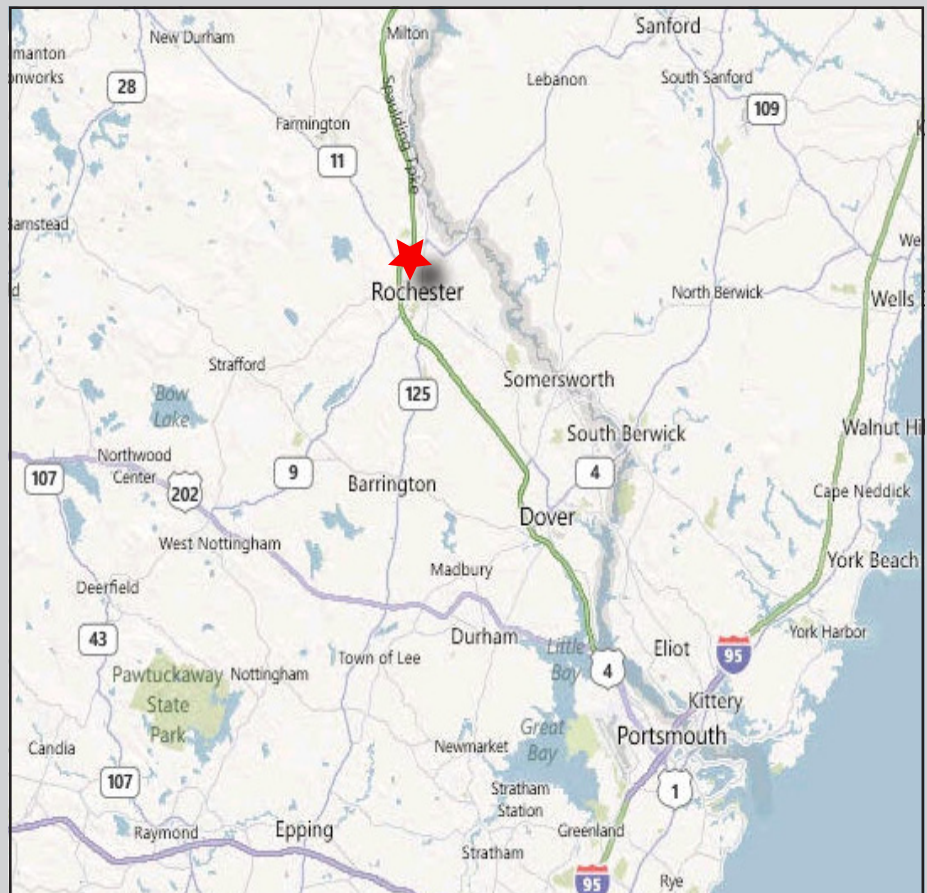 Sanford
Milton
New Durham
manton
onworks
Lebanon
South Sanford
28
109
Spaulding Tpke
Farmington
K
11
Barnstead
We
d
Rochester
North Berwick
Wells
Strafford
Somersworth
Bow
Lake
125
Walnut Hi
South Berwick
Northwood
Center
107
9
4
Barrington
202
Cape Neddick
Dover
West Nottingham
York Beach
Madbury
Deerfield
43
Durham
York Harbor
Little
Bay
Eliot
95
Town of Lee
4
Pawtuckaway
State
Park
Nottingham
Kittery
Great
Bay
Portsmouth
Candia
Newmarket
107
Stratham
Station
1
Raymond
Epping
Greenland
Stratham
95
Rye